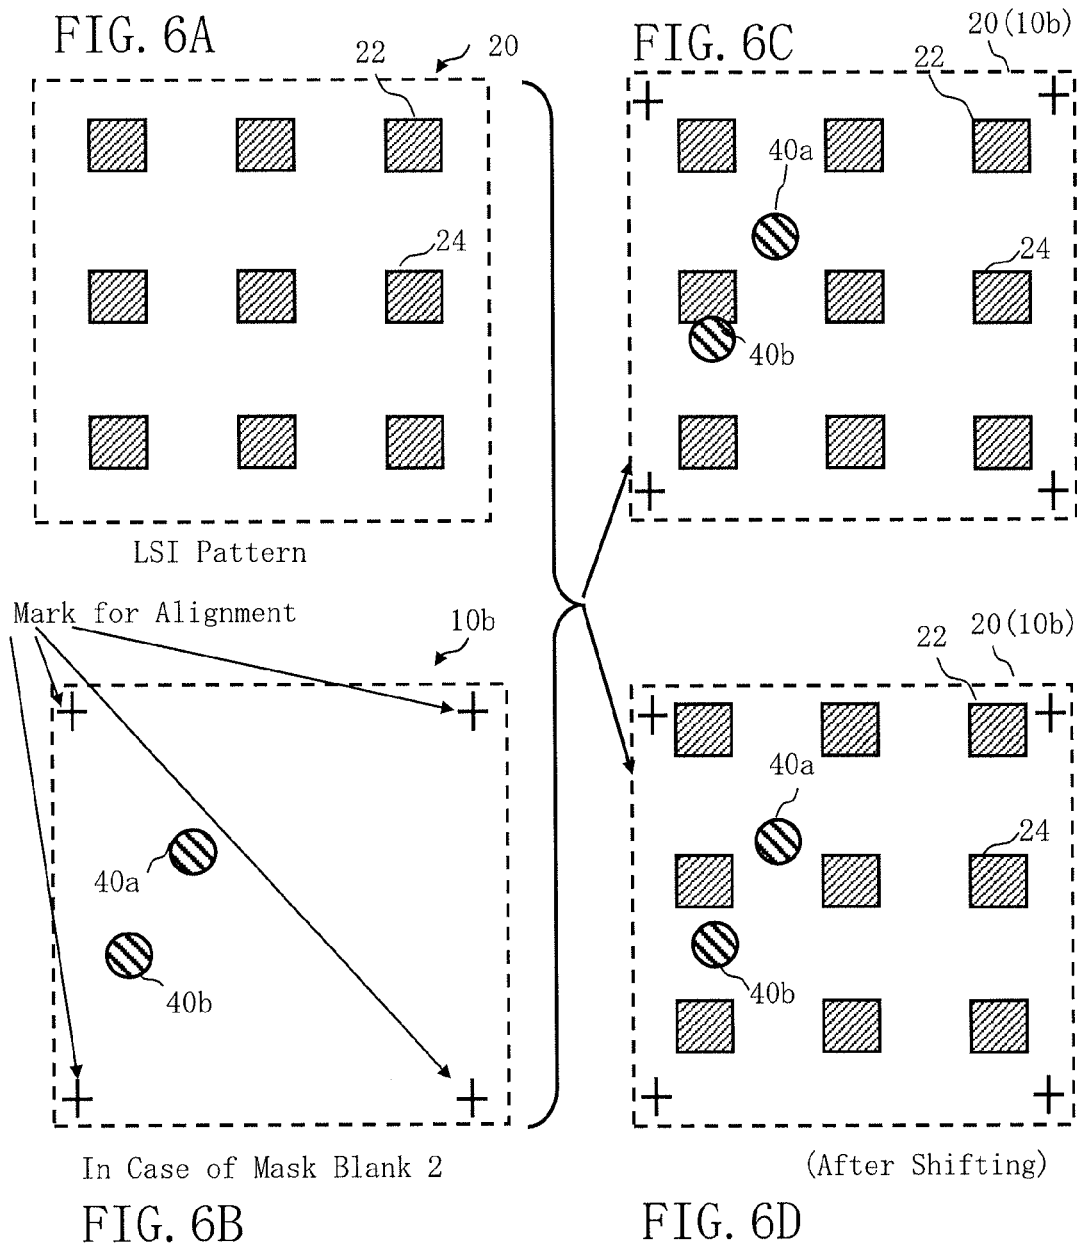 FIG. 6A
20
22
24
LSI Pattern
FIG. 6C
20(10b)
22
40a
24
40b
Mark for Alignment
10b
40a
40b
In Case of Mask Blank 2
FIG. 6B
20(10b)
22
40a
24
40b
(After Shifting)
FIG. 6D